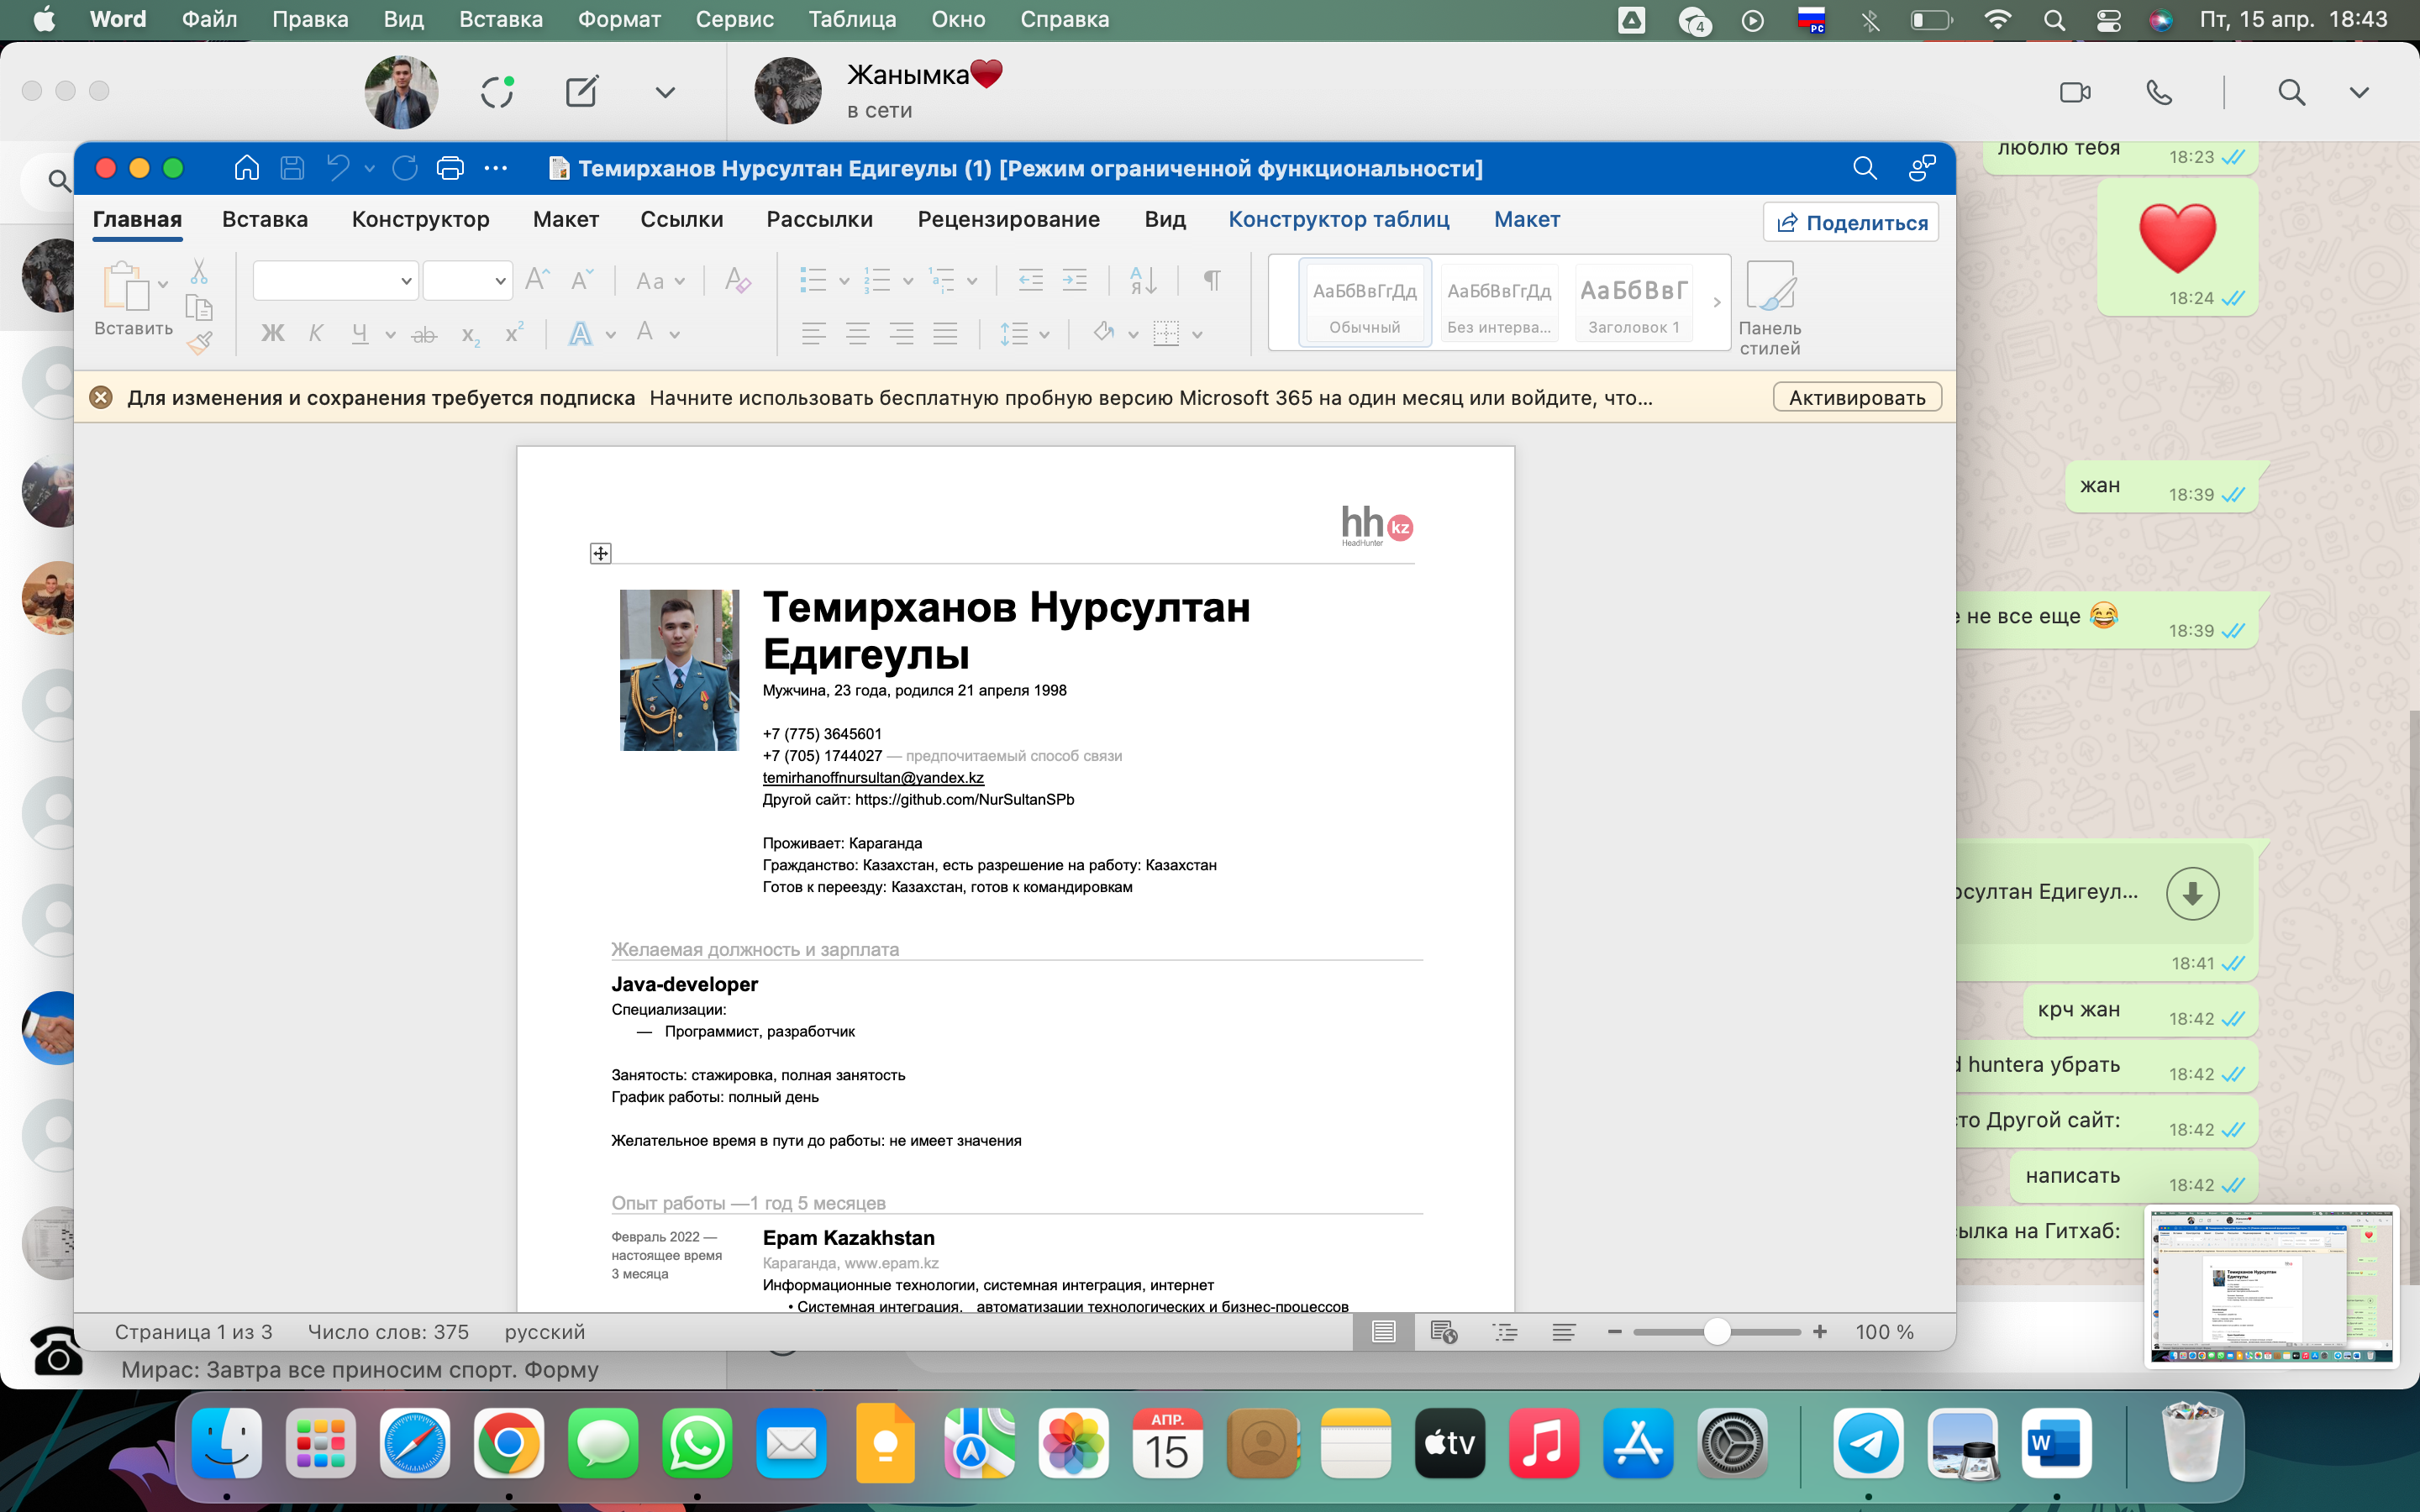 Word Файл Правка Вид Вставка Формат Сервис Таблица Окно Справка 4 РС Пт, 15 апр. 18:43
Жанымка❤️
в сети
люблю тебя 18:23
Темирханов Нурсултан Едигеулы (1) [Режим ограниченной функциональности]
Главная Вставка Конструктор Макет Ссылки Рассылки Рецензирование Вид Конструктор таблиц Макет Поделиться
❤️
18:24
Вставить
Aa
Ж К Ч ab x₂ x² A A
АаБбВвГгДд АаБбВвГгДд АаБбВвГ
Обычный Без интерва... Заголовок 1
Панель
стилей
Для изменения и сохранения требуется подписка Начните использовать бесплатную пробную версию Microsoft 365 на один месяц или войдите, что... Активировать
hh kz
HeadHunter
жан 18:39
Темирханов Нурсултан
Едигеулы
не все еще 😂 18:39
Мужчина, 23 года, родился 21 апреля 1998
+7 (775) 3645601
+7 (705) 1744027 — предпочитаемый способ связи
temirhanoffnursultan@yandex.kz
Другой сайт: https://github.com/NurSultanSPb
Проживает: Караганда
Гражданство: Казахстан, есть разрешение на работу: Казахстан
Готов к переезду: Казахстан, готов к командировкам
рсултан Едигеул...
18:41
Желаемая должность и зарплата
Java-developer
Специализации:
— Программист, разработчик
Занятость: стажировка, полная занятость
График работы: полный день
Желательное время в пути до работы: не имеет значения
крч жан 18:42
d huntera убрать 18:42
то Другой сайт: 18:42
написать 18:42
ылка на Гитхаб:
Опыт работы —1 год 5 месяцев
Февраль 2022 —
настоящее время
3 месяца
Epam Kazakhstan
Караганда, www.epam.kz
Информационные технологии, системная интеграция, интернет
• Системная интеграция, автоматизации технологических и бизнес-процессов
Страница 1 из 3 Число слов: 375 русский 100 %
Мирас: Завтра все приносим спорт. Форму
АПР.
15
tv
W